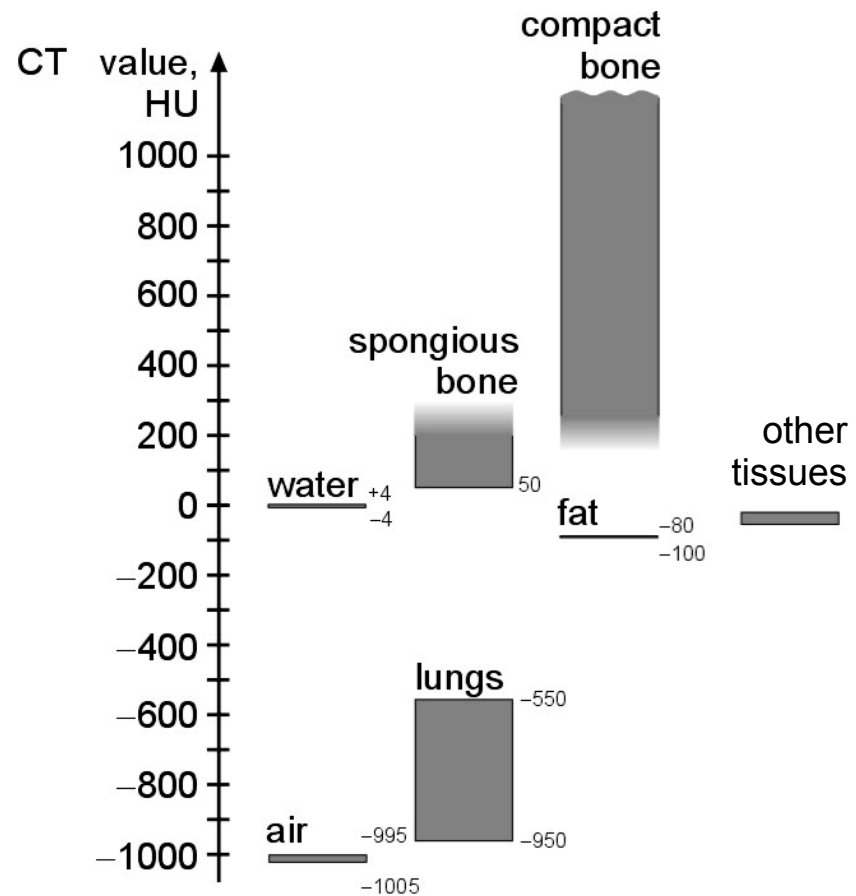 compact
bone
CT value,
HU
1000
800
600
400
200
0
−200
−400
−600
−800
−1000
spongious
bone
50
water
+4
−4
fat
−80
−100
other
tissues
lungs
−550
−950
air
−995
−1005